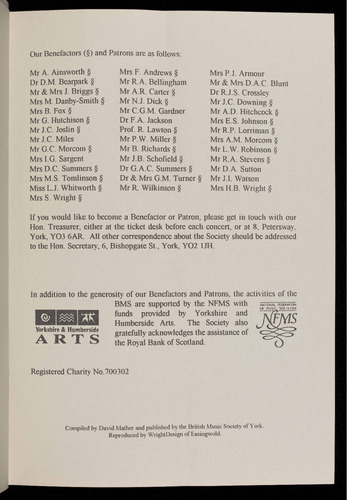 Our Benefactors (§) and Patrons are as follows:
Mr A. Ainsworth § Mrs F. Andrews § Mrs P.J. Armour
Dr D.M. Bearpark § Mr R.A. Bellingham Mr & Mrs D.A.C. Blunt
Mr & Mrs J. Briggs § Mr A.R. Carter § Dr R.J.S. Crossley
Mrs M. Danby-Smith § Mr N.J. Dick § Mr J.C. Downing §
Mrs B. Fox § Mr C.G.M. Gardner Mr A.D. Hitchcock §
Mr G. Hutchison § Dr F.A. Jackson Mrs E.S. Johnson §
Mr J.C. Joslin § Prof. R. Lawton § Mr R.P. Lorriman §
Mr J.C. Miles Mr P.W. Miller § Mrs A.M. Morcom §
Mr G.C. Morcom § Mr B. Richards § Mr L.W. Robinson §
Mrs I.G. Sargent Mr J.B. Schofield § Mr R.A. Stevens §
Mrs D.C. Summers § Dr G.A.C. Summers § Mr D.A. Sutton
Mrs M.S. Tomlinson § Dr & Mrs G.M. Turner § Mr J.I. Watson
Miss L.J. Whitworth § Mr R. Wilkinson § Mrs H.B. Wright §
Mrs S. Wright §
If you would like to become a Benefactor or Patron, please get in touch with our
Hon. Treasurer, either at the ticket desk before each concert, or at 8, Petersway,
York, YO3 6AR. All other correspondence about the Society should be addressed
to the Hon. Secretary, 6, Bishopgate St., York, YO2 1JH.
In addition to the generosity of our Benefactors and Patrons, the activities of the
BMS are supported by the NFMS with
funds provided by Yorkshire and
Humberside Arts. The Society also
gratefully acknowledges the assistance of
the Royal Bank of Scotland.
Yorkshire & Humberside
ARTS
NATIONAL FEDERATION
OF MUSIC SOCIETIES
NFMS
Registered Charity No. 700302
Compiled by David Mather and published by the British Music Society of York.
Reproduced by WrightDesign of Easingwold.